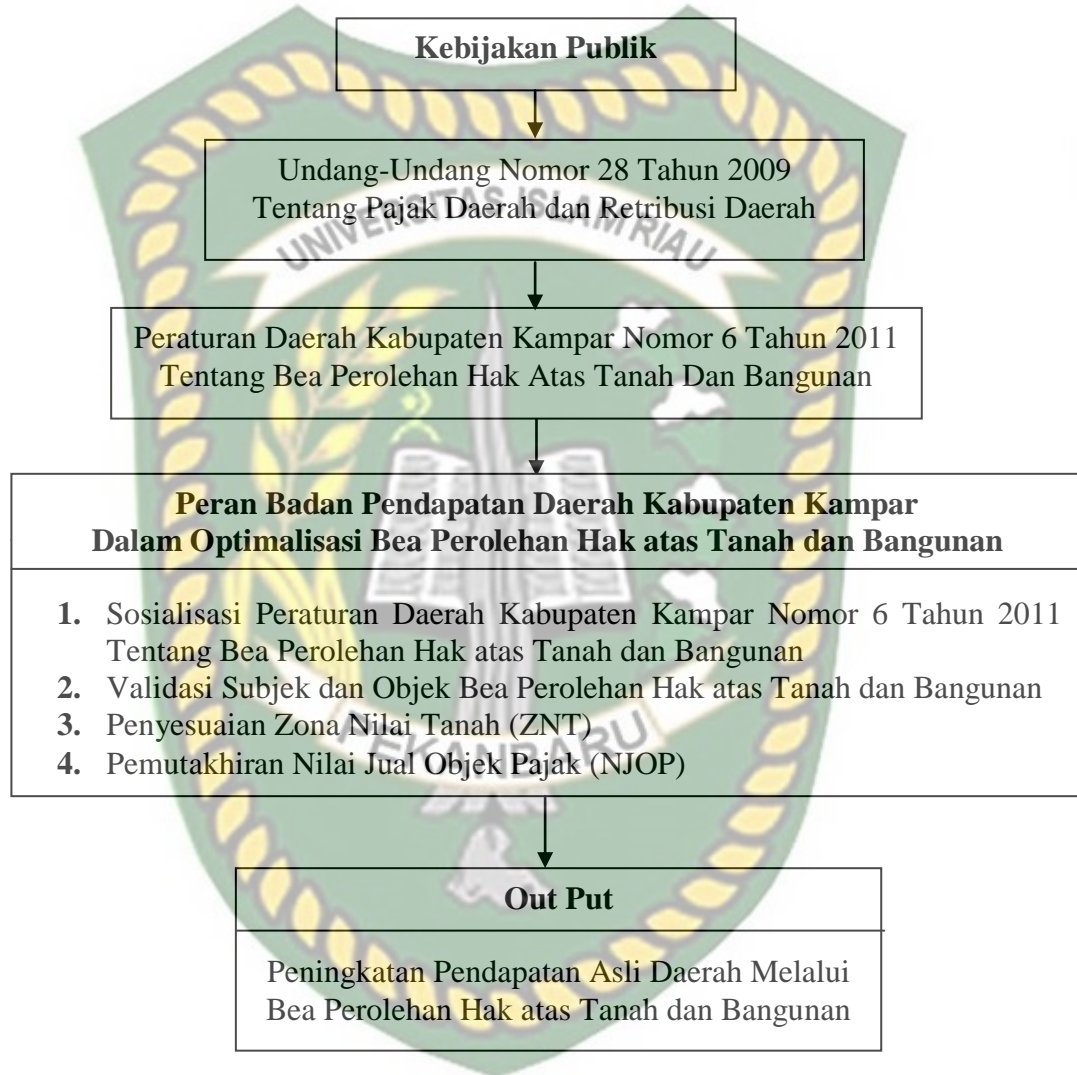 Kebijakan Publik
Undang-Undang Nomor 28 Tahun 2009
Tentang Pajak Daerah dan Retribusi Daerah
UNIVERSITAS ISLAM RIAU
Peraturan Daerah Kabupaten Kampar Nomor 6 Tahun 2011
Tentang Bea Perolehan Hak Atas Tanah Dan Bangunan
Peran Badan Pendapatan Daerah Kabupaten Kampar
Dalam Optimalisasi Bea Perolehan Hak atas Tanah dan Bangunan
1. Sosialisasi Peraturan Daerah Kabupaten Kampar Nomor 6 Tahun 2011
Tentang Bea Perolehan Hak atas Tanah dan Bangunan
2. Validasi Subjek dan Objek Bea Perolehan Hak atas Tanah dan Bangunan
3. Penyesuaian Zona Nilai Tanah (ZNT)
PEKANBARU
4. Pemutakhiran Nilai Jual Objek Pajak (NJOP)
Out Put
Peningkatan Pendapatan Asli Daerah Melalui
Bea Perolehan Hak atas Tanah dan Bangunan